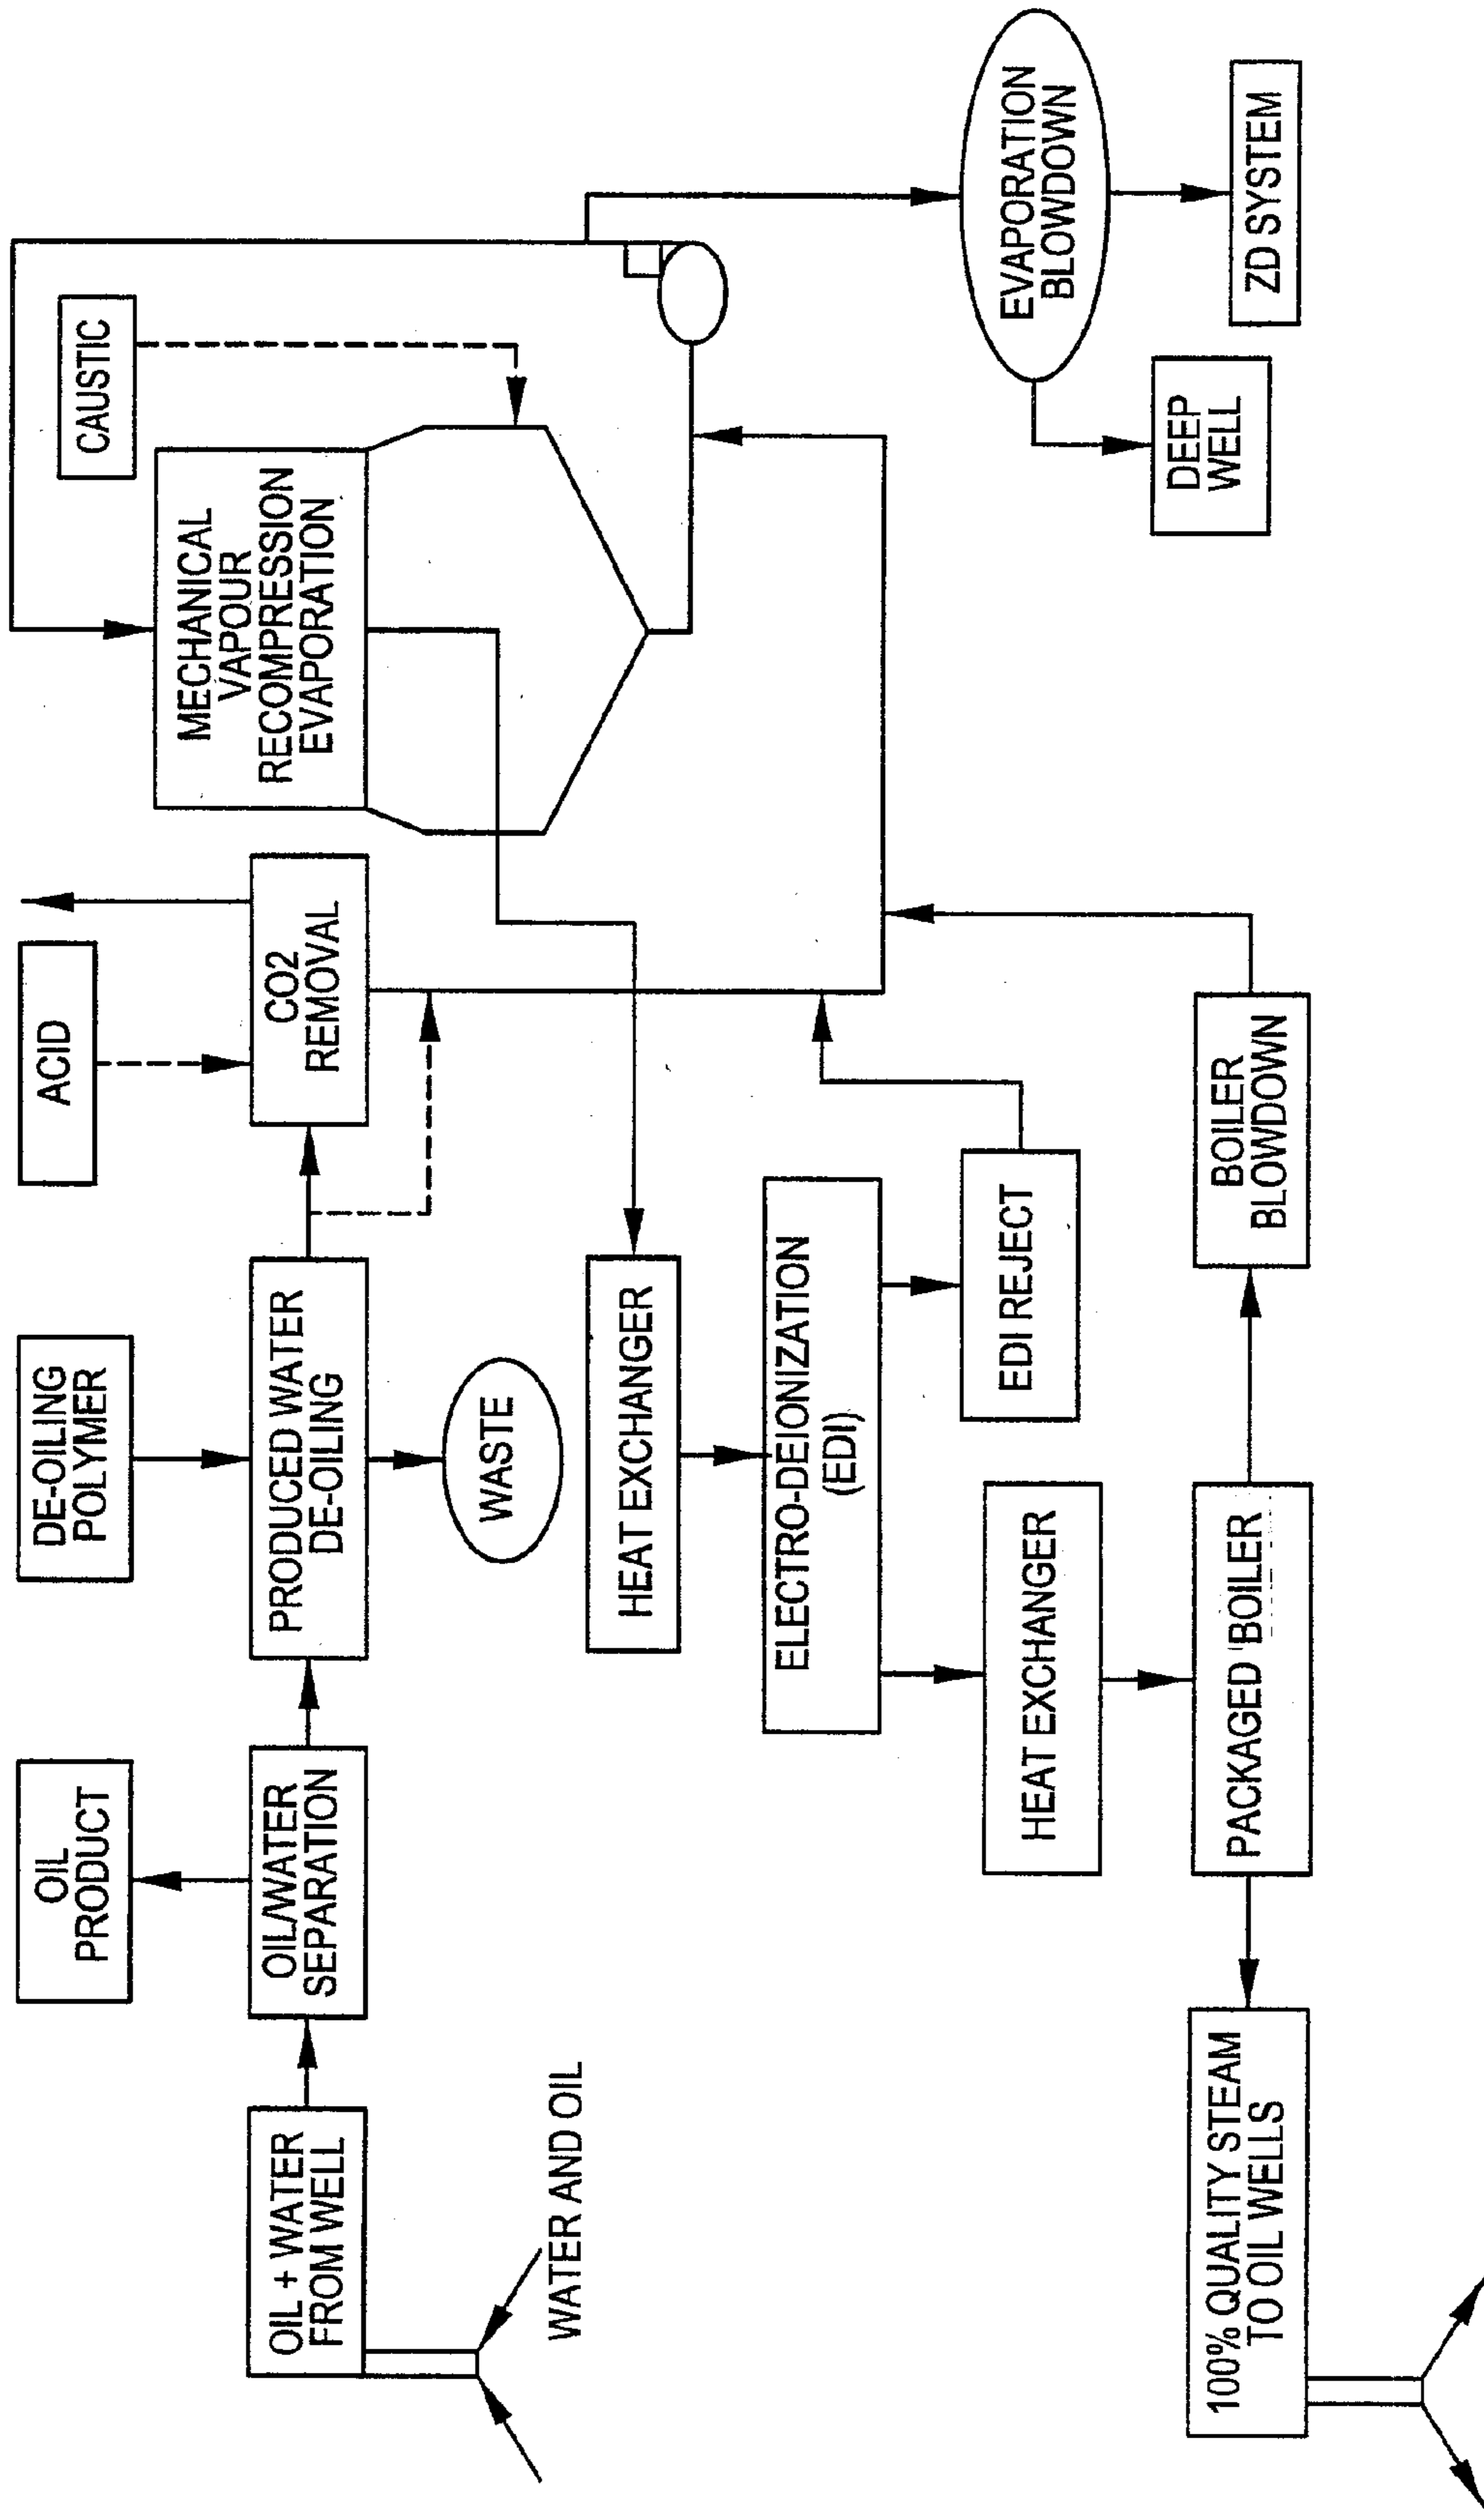 OIL
PRODUCT
DE-OILING
POLYMER
ACID
CAUSTIC
OIL + WATER
FROM WELL
OIL/WATER
SEPARATION
PRODUCED WATER
DE-OILING
CO2
REMOVAL
MECHANICAL
VAPOUR
RECOMPRESSION
EVAPORATION
WATER AND OIL
WASTE
HEAT EXCHANGER
ELECTRO-DEIONIZATION
(EDI)
EDI REJECT
HEAT EXCHANGER
EVAPORATION
BLOWDOWN
DEEP
WELL
ZD SYSTEM
100% QUALITY STEAM
TO OIL WELLS
PACKAGED BOILER
BOILER
BLOWDOWN